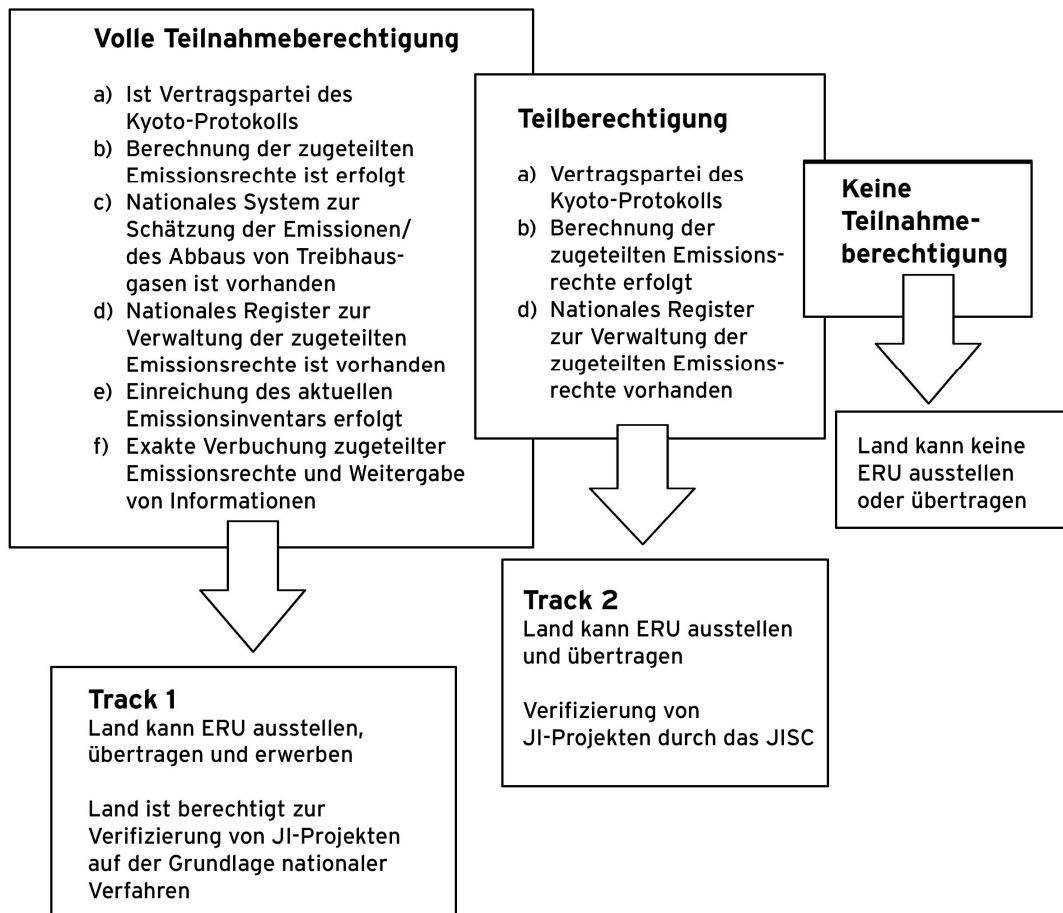 Volle Teilnahmeberechtigung
a) Ist Vertragspartei des
Kyoto-Protokolls
b) Berechnung der zugeteilten
Emissionsrechte ist erfolgt
c) Nationales System zur
Schätzung der Emissionen/
des Abbaus von Treibhaus-
gasen ist vorhanden
d) Nationales Register zur
Verwaltung der zugeteilten
Emissionsrechte ist vorhanden
e) Einreichung des aktuellen
Emissionsinventars erfolgt
f) Exakte Verbuchung zugeteilter
Emissionsrechte und Weitergabe
von Informationen
Teilberechtigung
a) Vertragspartei des
Kyoto-Protokolls
b) Berechnung der
zugeteilten Emissions-
rechte erfolgt
d) Nationales Register
zur Verwaltung der
zugeteilten Emissions-
rechte vorhanden
Keine
Teilnahme-
berechtigung
Land kann keine
ERU ausstellen
oder übertragen
Track 2
Land kann ERU ausstellen
und übertragen
Verifizierung von
JI-Projekten durch das JISC
Track 1
Land kann ERU ausstellen,
übertragen und erwerben
Land ist berechtigt zur
Verifizierung von JI-Projekten
auf der Grundlage nationaler
Verfahren